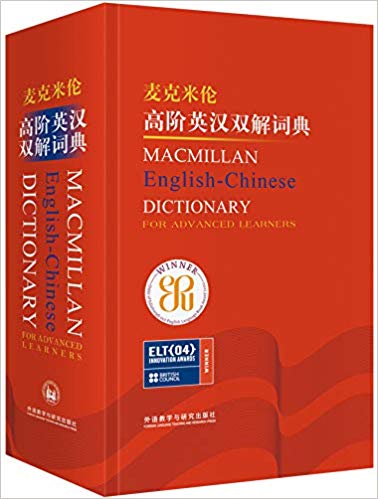 麦克米伦
高阶英汉
双解词典
MACMILLAN
English-Chinese
DICTIONARY
FOR ADVANCED
LEARNERS
麦克米伦
高阶英汉双解词典
MACMILLAN
English-Chinese
DICTIONARY
FOR ADVANCED LEARNERS
WINNER
ELT{04}
INNOVATION AWARDS
BRITISH
COUNCIL
WINNER
外语教学与研究出版社
FOREIGN LANGUAGE TEACHING AND RESEARCH PRESS